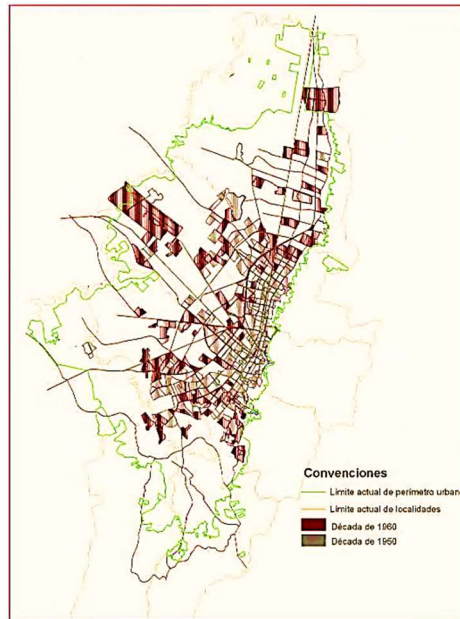 Convenciones
Límite actual de perímetro urban
Límite actual de localidades
Década de 1960
Década de 1950